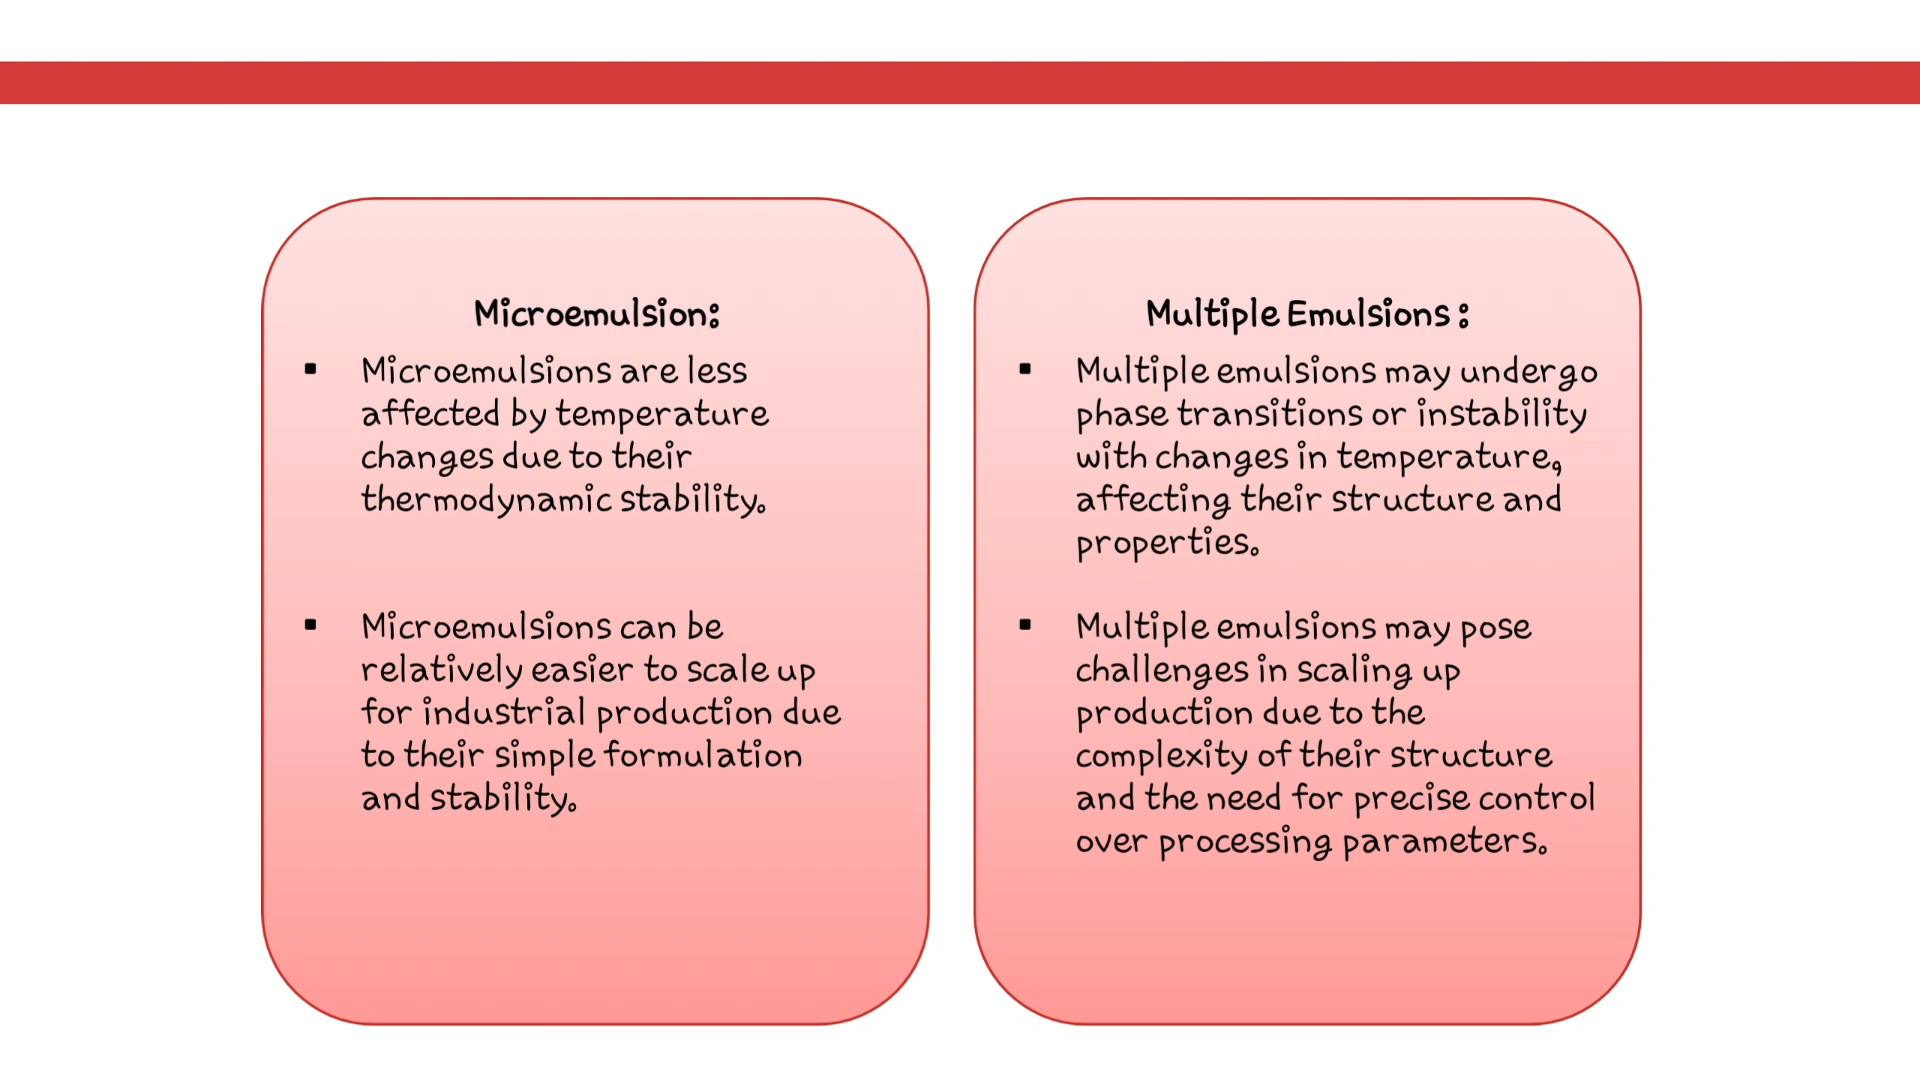 Microemulsion:
▪ Microemulsions are less
affected by temperature
changes due to their
thermodynamic stability.
▪ Microemulsions can be
relatively easier to scale up
for industrial production due
to their simple formulation
and stability.
Multiple Emulsions :
▪ Multiple emulsions may undergo
phase transitions or instability
with changes in temperature,
affecting their structure and
properties.
▪ Multiple emulsions may pose
challenges in scaling up
production due to the
complexity of their structure
and the need for precise control
over processing parameters.